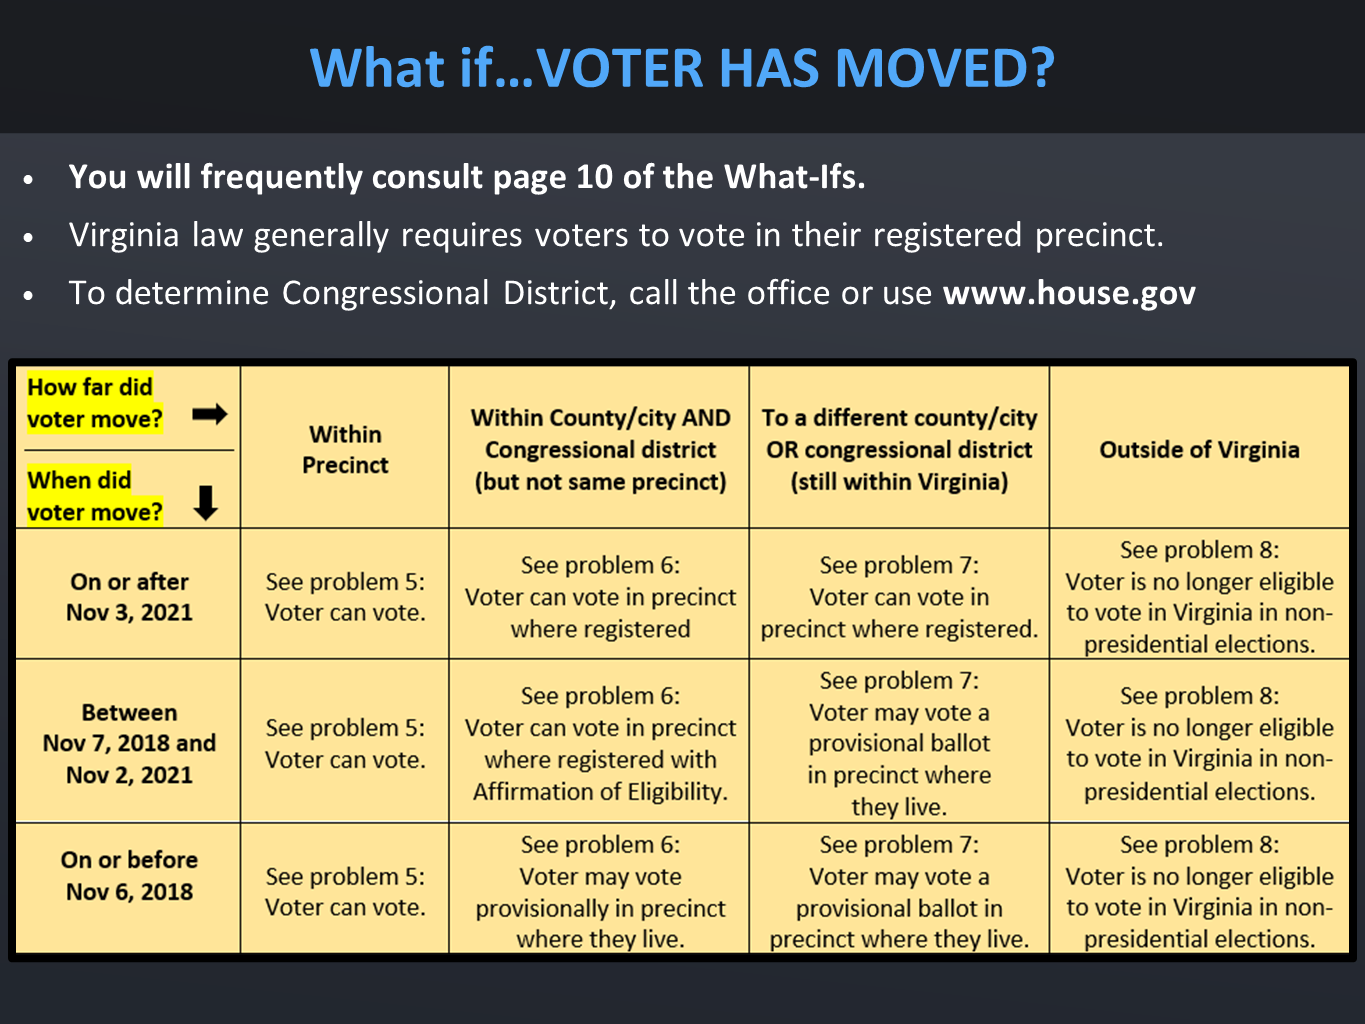 What if...VOTER HAS MOVED?
• You will frequently consult page 10 of the What-Ifs.
• Virginia law generally requires voters to vote in their registered precinct.
• To determine Congressional District, call the office or use www.house.gov
How far did
voter move?
When did
voter move?
Within
Precinct
Within County/city AND
Congressional district
(but not same precinct)
To a different county/city
OR congressional district
(still within Virginia)
Outside of Virginia
On or after
Nov 3, 2021
See problem 5:
Voter can vote.
See problem 6:
Voter can vote in precinct
where registered
See problem 7:
Voter can vote in
precinct where registered.
See problem 8:
Voter is no longer eligible
to vote in Virginia in non-
presidential elections.
Between
Nov 7, 2018 and
Nov 2, 2021
See problem 5:
Voter can vote.
See problem 6:
Voter can vote in precinct
where registered with
Affirmation of Eligibility.
See problem 7:
Voter may vote a
provisional ballot
in precinct where
they live.
See problem 8:
Voter is no longer eligible
to vote in Virginia in non-
presidential elections.
On or before
Nov 6, 2018
See problem 5:
Voter can vote.
See problem 6:
Voter may vote
provisionally in precinct
where they live.
See problem 7:
Voter may vote a
provisional ballot in
precinct where they live.
See problem 8:
Voter is no longer eligible
to vote in Virginia in non-
presidential elections.